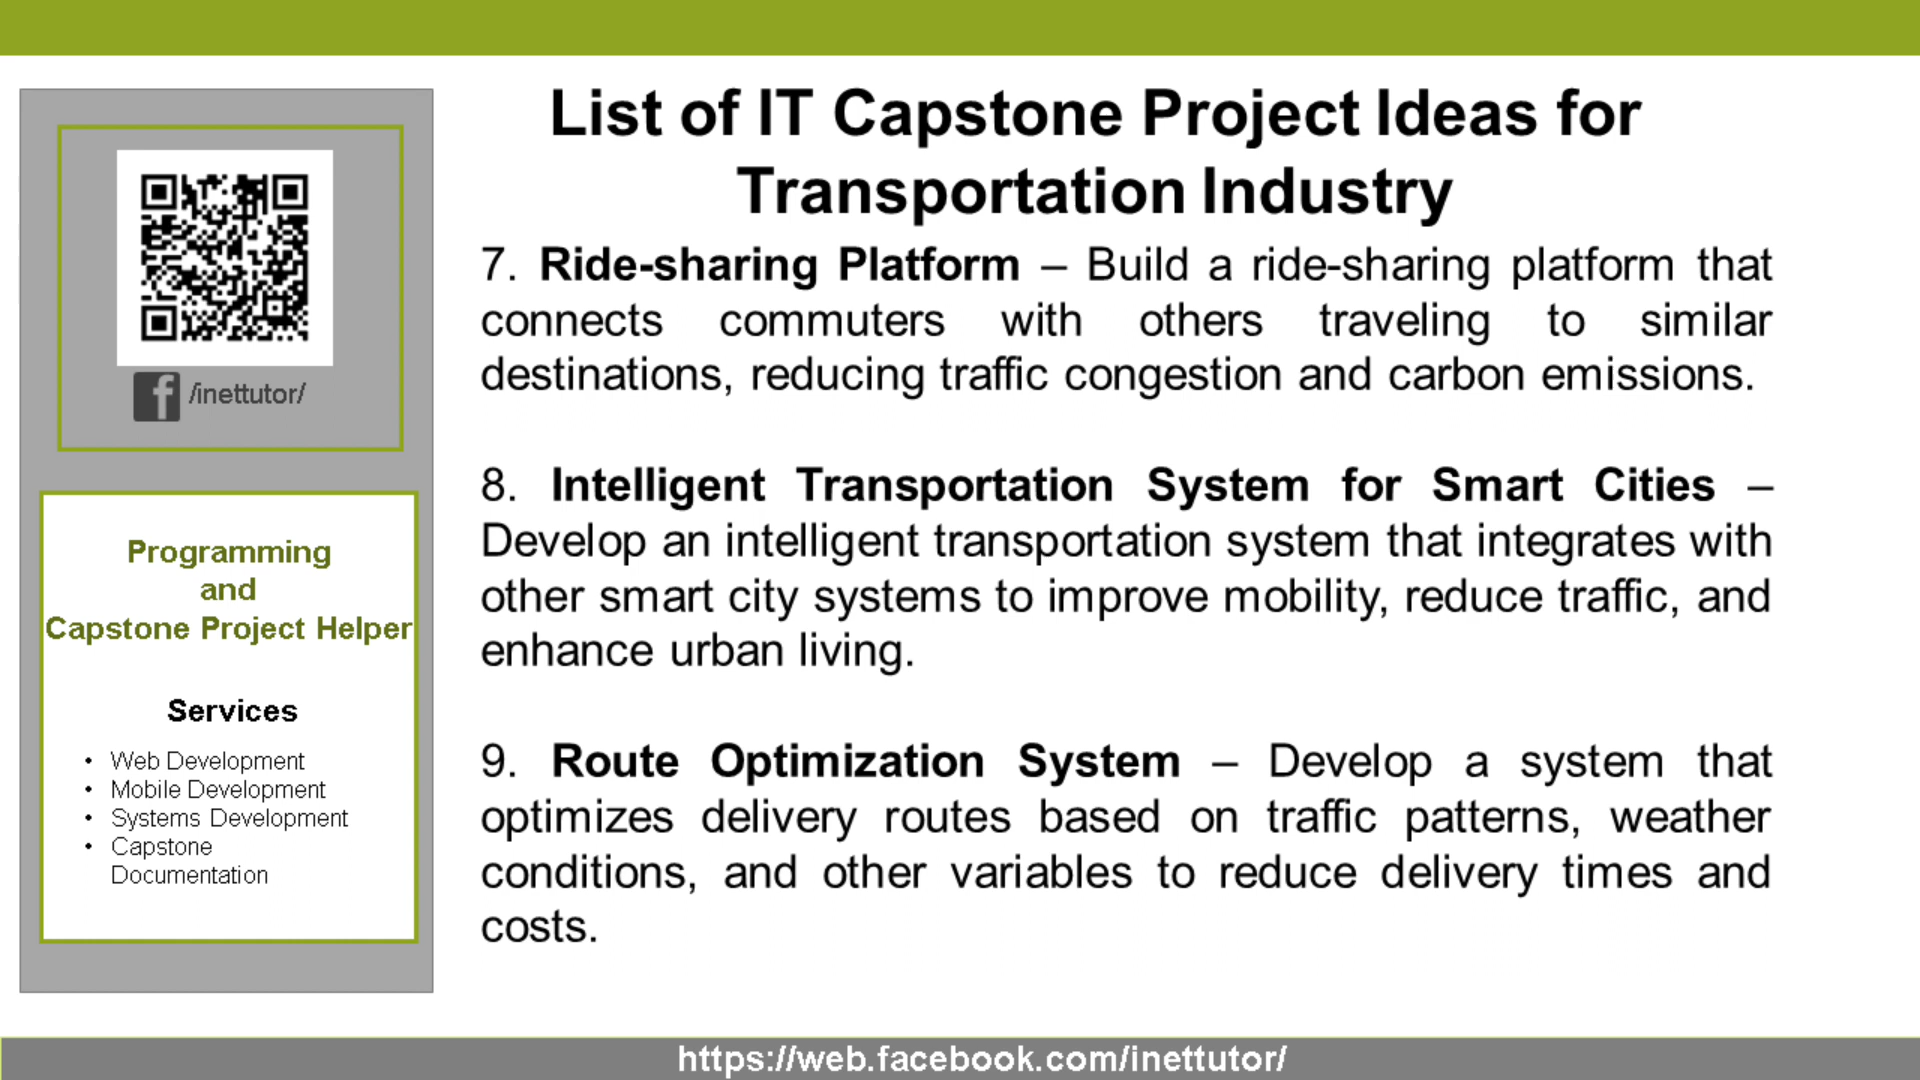 List of IT Capstone Project Ideas for
Transportation Industry
/inettutor/
Programming
and
Capstone Project Helper
Services
• Web Development
• Mobile Development
• Systems Development
• Capstone
Documentation
7. Ride-sharing Platform – Build a ride-sharing platform that
connects commuters with others traveling to similar
destinations, reducing traffic congestion and carbon emissions.
8. Intelligent Transportation System for Smart Cities –
Develop an intelligent transportation system that integrates with
other smart city systems to improve mobility, reduce traffic, and
enhance urban living.
9. Route Optimization System – Develop a system that
optimizes delivery routes based on traffic patterns, weather
conditions, and other variables to reduce delivery times and
costs.
https://web.facebook.com/inettutor/